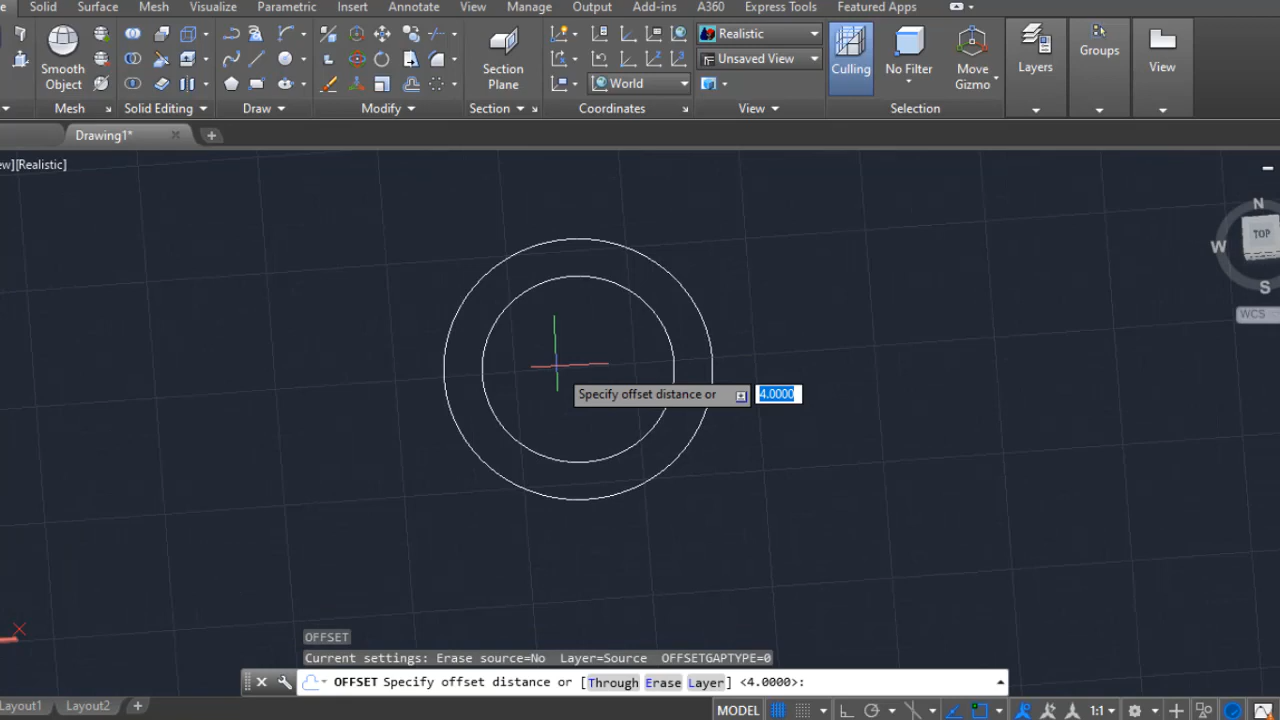 Solid Surface Mesh Visualize Parametric Insert Annotate View Manage Output Add-ins A360 Express Tools Featured Apps
Smooth
Object
Section
Plane
Realistic
Unsaved View
World
Culling
No Filter
Move
Gizmo
Layers
Groups
View
Mesh
Solid Editing
Draw
Modify
Section
Coordinates
View
Selection
Drawing1*
ew][Realistic]
N
W
TOP
S
WCS
Specify offset distance or 4.0000
OFFSET
Current settings: Erase source=No Layer=Source OFFSETGAPTYPE=0
OFFSET Specify offset distance or [Through Erase Layer] <4.0000>:
Layout1 Layout2 +
MODEL
1:1